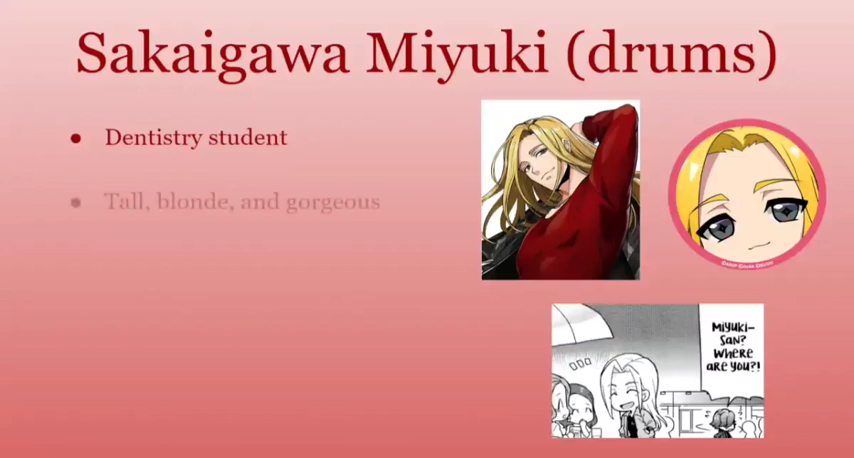 Sakaigawa Miyuki (drums)
● Dentistry student
● Tall, blonde, and gorgeous
MIYUKI-
SAN?
WHERE
ARE YOU?!